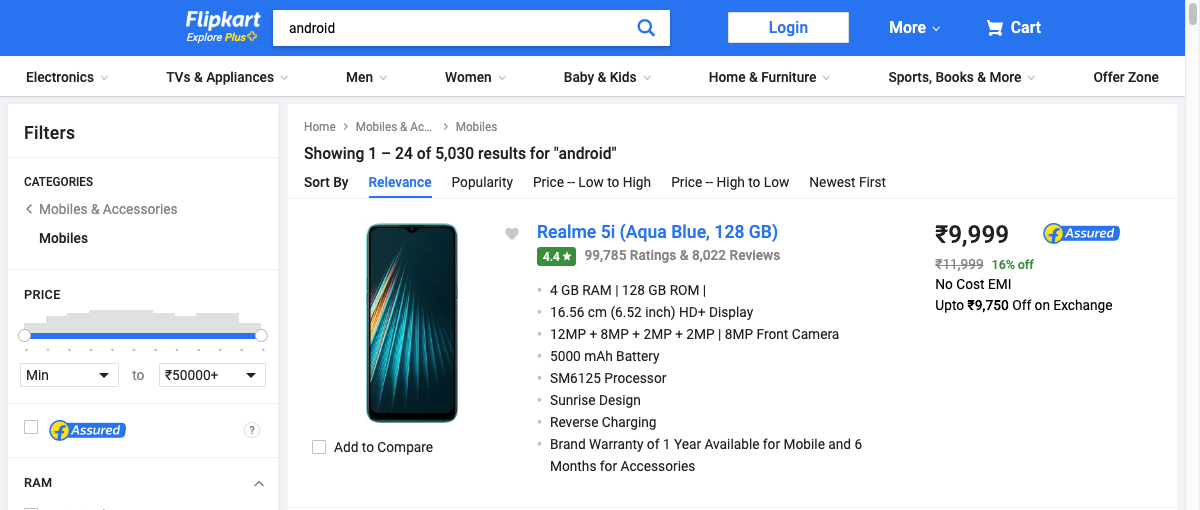 Flipkart
Explore Plus
android
Login
More
Cart
Electronics
TVs & Appliances
Men
Women
Baby & Kids
Home & Furniture
Sports, Books & More
Offer Zone
Filters
CATEGORIES
Mobiles & Accessories
Mobiles
PRICE
Min
to
₹50000+
Assured
?
RAM
Home
Mobiles & Ac...
Mobiles
Showing 1 – 24 of 5,030 results for "android"
Sort By
Relevance
Popularity
Price -- Low to High
Price -- High to Low
Newest First
Realme 5i (Aqua Blue, 128 GB)
4.4 ★
99,785 Ratings & 8,022 Reviews
4 GB RAM | 128 GB ROM |
16.56 cm (6.52 inch) HD+ Display
12MP + 8MP + 2MP + 2MP | 8MP Front Camera
5000 mAh Battery
SM6125 Processor
Sunrise Design
Reverse Charging
Brand Warranty of 1 Year Available for Mobile and 6
Months for Accessories
Add to Compare
₹9,999
Assured
₹11,999 16% off
No Cost EMI
Upto ₹9,750 Off on Exchange